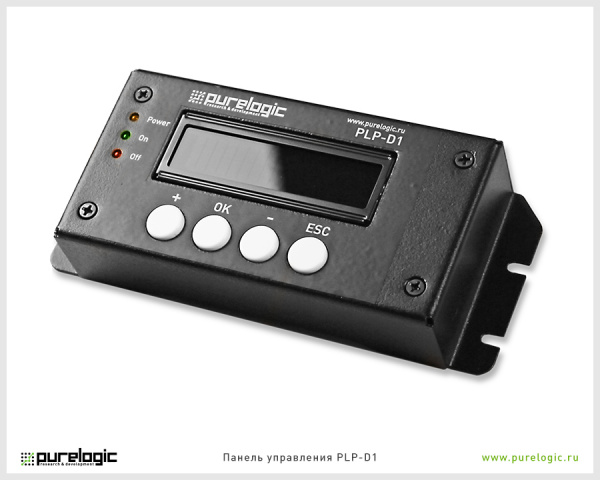 purelogic
research & development
www.purelogic.ru
PLP-D1
Power
On
Off
+
OK
-
ESC
purelogic
research & development
Панель управления PLP-D1
www.purelogic.ru